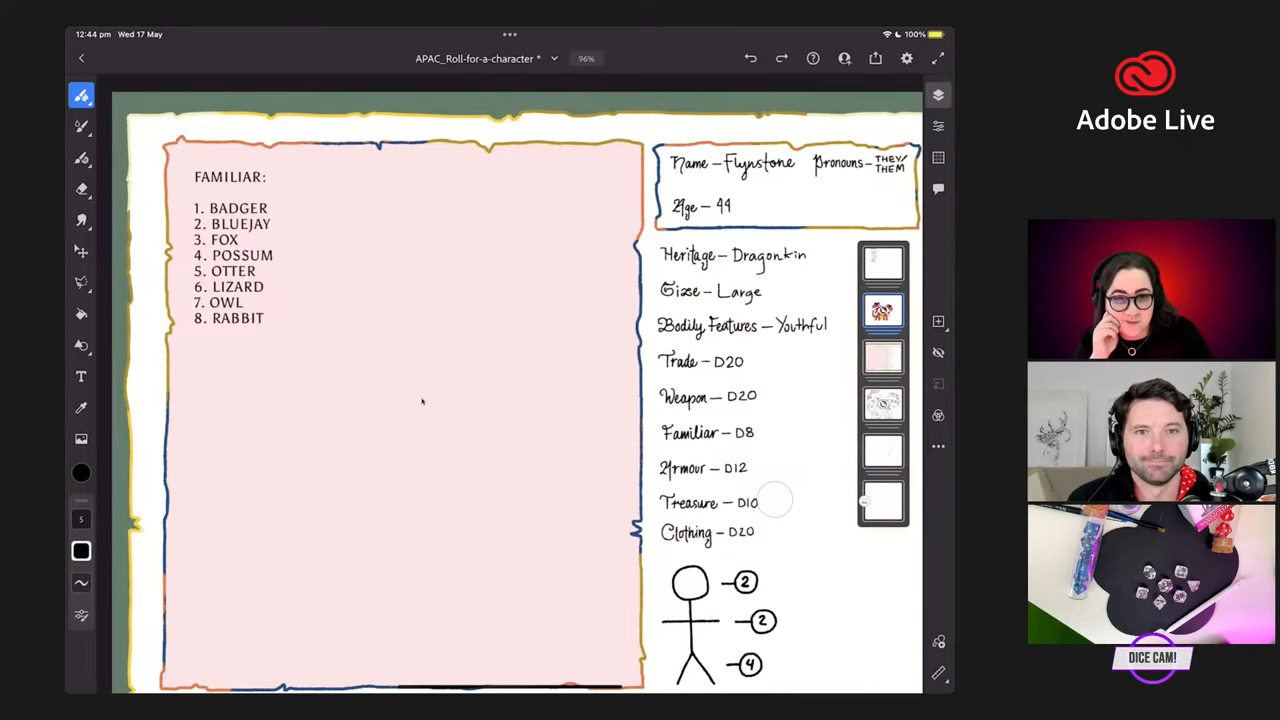 12:44 pm Wed 17 May
100%
APAC_Roll-for-a-character *
96%
FAMILIAR:
1. BADGER
2. BLUEJAY
3. FOX
4. POSSUM
5. OTTER
6. LIZARD
7. OWL
8. RABBIT
Name – Flynstone Pronouns – THEY/
THEM
Age – 44
Heritage – Dragonkin
Size – Large
Bodily Features – Youthful
Trade – D20
Weapon – D20
Familiar – D8
Armour – D12
Treasure – D10
Clothing – D20
2
2
4
T
5
Adobe Live
DICE CAM!